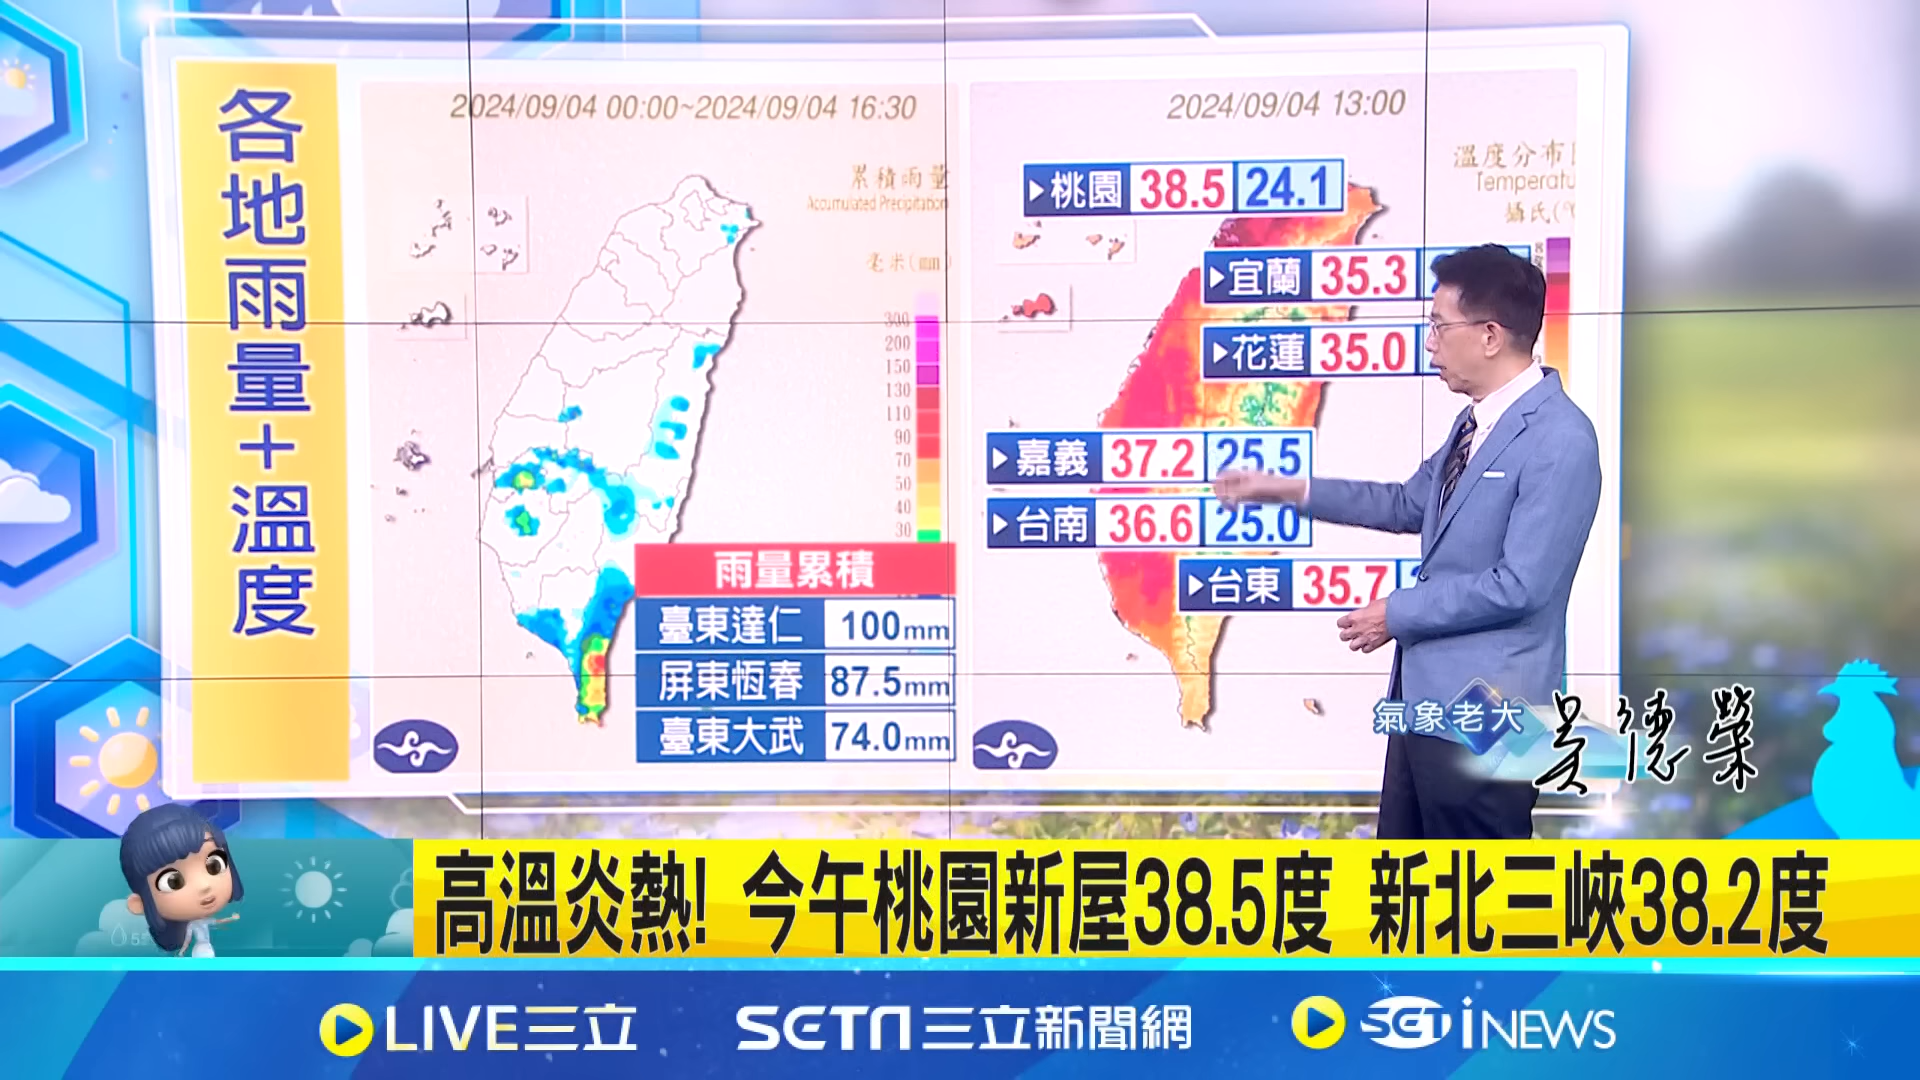 各地雨量+溫度
2024/09/04 00:00~2024/09/04 16:30
累積雨量
Accumulated Precipitation
毫米(mm)
300
200
150
130
110
90
70
50
40
30
雨量累積
臺東達仁 100mm
屏東恆春 87.5mm
臺東大武 74.0mm
2024/09/04 13:00
溫度分布
Temperatu
攝氏(°
桃園 38.5 24.1
宜蘭 35.3
花蓮 35.0
嘉義 37.2 25.5
台南 36.6 25.0
台東 35.7
氣象老大 吳德榮
高溫炎熱! 今午桃園新屋38.5度 新北三峽38.2度
LIVE三立
SETN三立新聞網
SETiNEWS